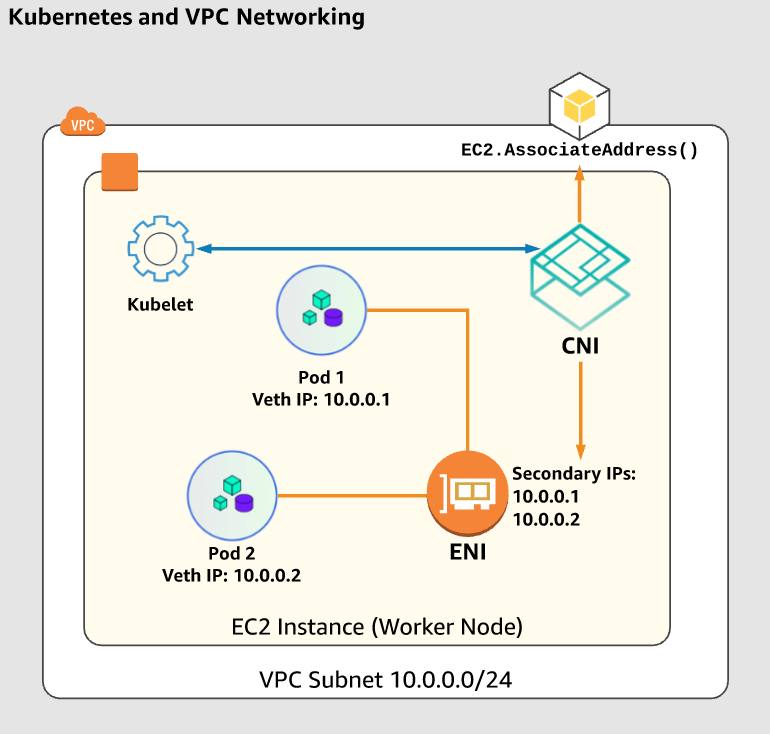 Kubernetes and VPC Networking
VPC
EC2.AssociateAddress()
Kubelet
CNI
Pod 1
Veth IP: 10.0.0.1
Secondary IPs:
10.0.0.1
10.0.0.2
ENI
Pod 2
Veth IP: 10.0.0.2
EC2 Instance (Worker Node)
VPC Subnet 10.0.0.0/24